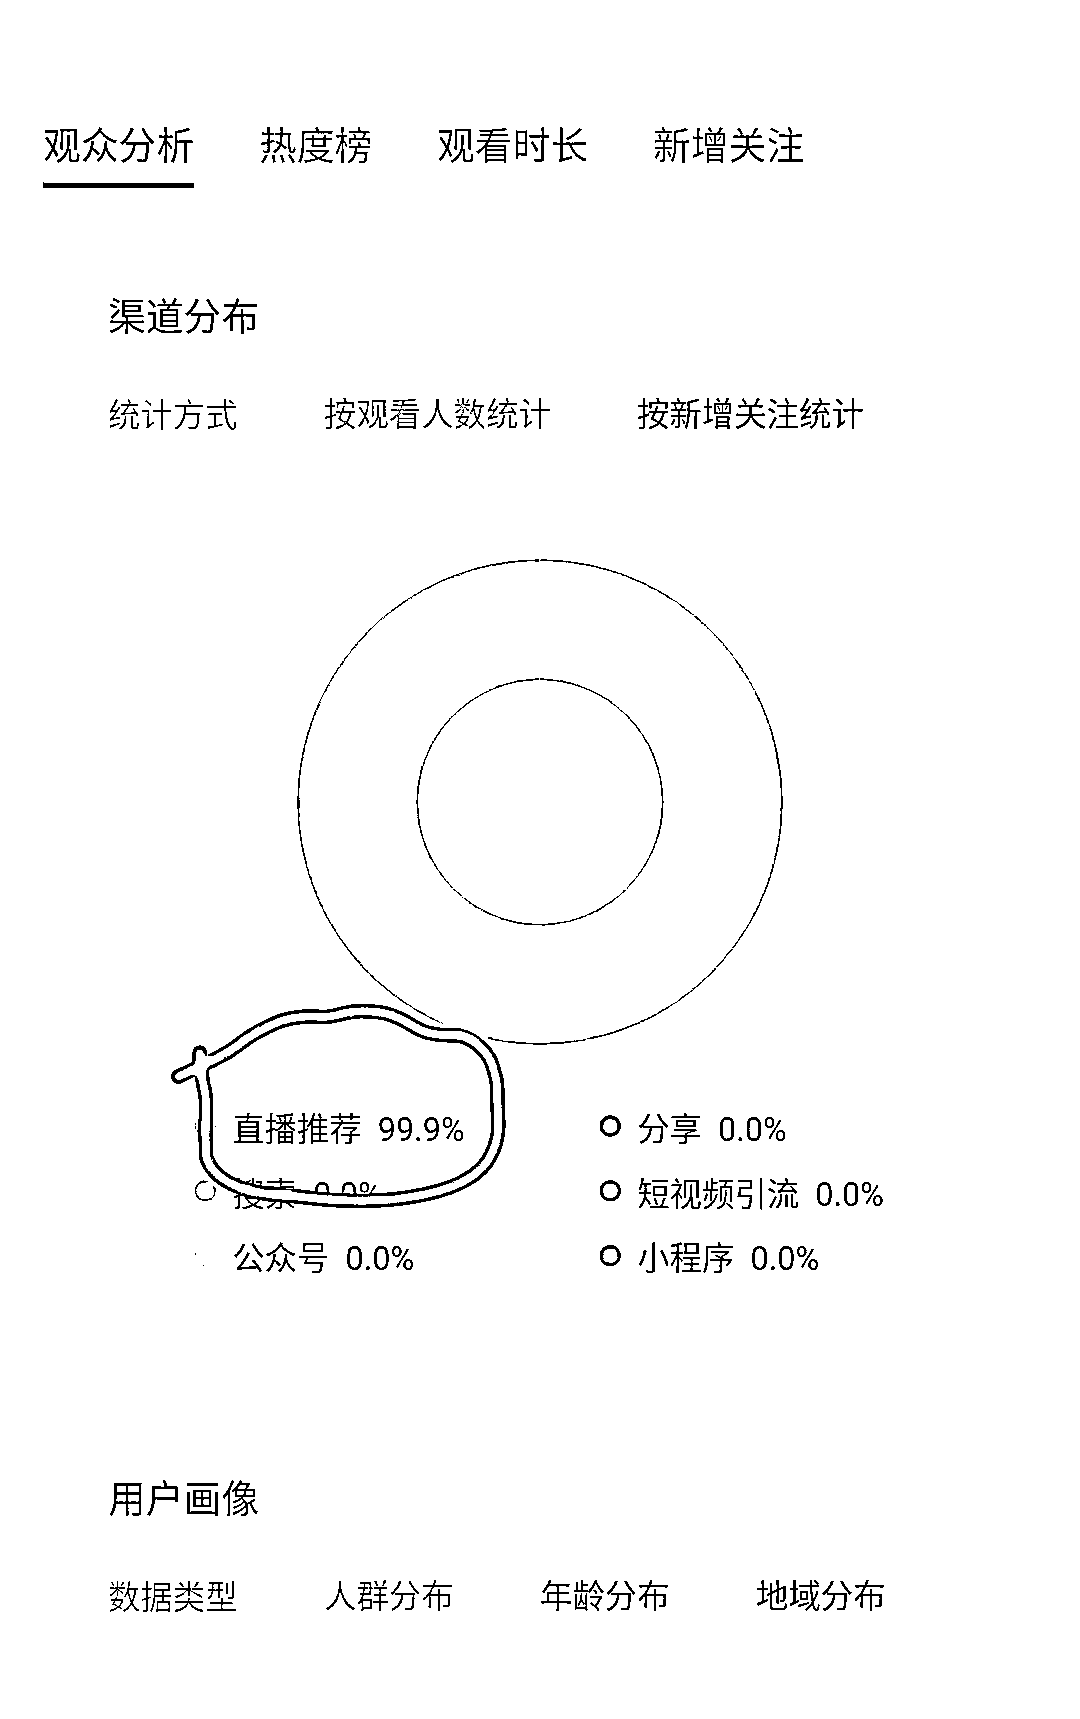 观众分析 热度榜 观看时长 新增关注
渠道分布
统计方式 按观看人数统计 按新增关注统计
直播推荐 99.9% 分享 0.0%
搜索 0.0% 短视频引流 0.0%
公众号 0.0% 小程序 0.0%
用户画像
数据类型 人群分布 年龄分布 地域分布